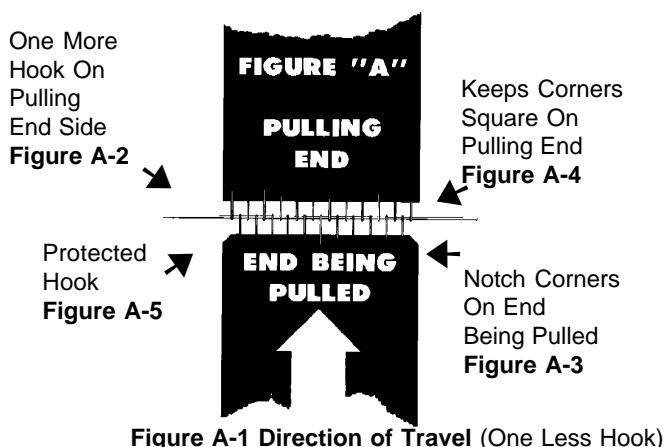 One More
Hook On
Pulling
End Side
Figure A-2
FIGURE "A"
PULLING
END
Keeps Corners
Square On
Pulling End
Figure A-4
Protected
Hook
Figure A-5
END BEING
PULLED
Notch Corners
On End
Being Pulled
Figure A-3
Figure A-1 Direction of Travel (One Less Hook)